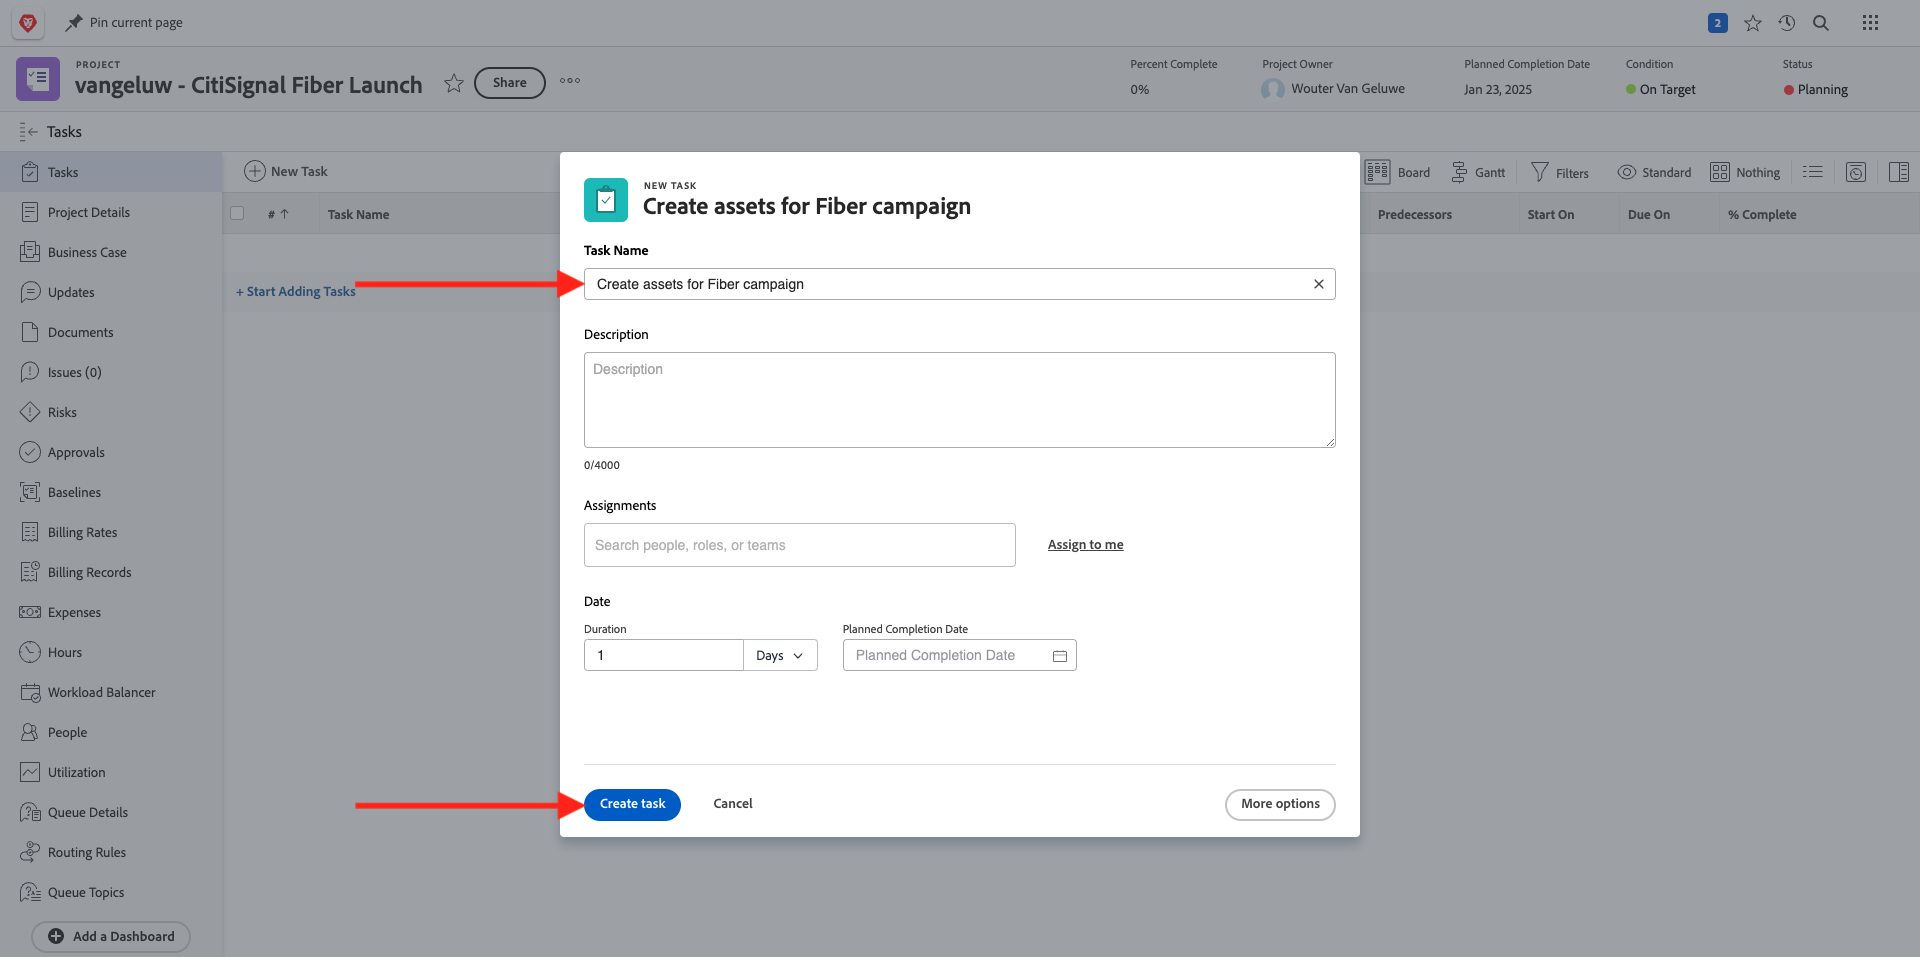 Pin current page
2
PROJECT
vangeluw - CitiSignal Fiber Launch
Share
Percent Complete
0%
Project Owner
Wouter Van Geluwe
Planned Completion Date
Jan 23, 2025
Condition
On Target
Status
Planning
Tasks
Tasks
Project Details
Business Case
Updates
Documents
Issues (0)
Risks
Approvals
Baselines
Billing Rates
Billing Records
Expenses
Hours
Workload Balancer
People
Utilization
Queue Details
Routing Rules
Queue Topics
Add a Dashboard
New Task
Board
Gantt
Filters
Standard
Nothing
#
Task Name
Predecessors
Start On
Due On
% Complete
+ Start Adding Tasks
NEW TASK
Create assets for Fiber campaign
Task Name
Create assets for Fiber campaign
Description
Description
0/4000
Assignments
Search people, roles, or teams
Assign to me
Date
Duration
1
Days
Planned Completion Date
Planned Completion Date
Create task
Cancel
More options